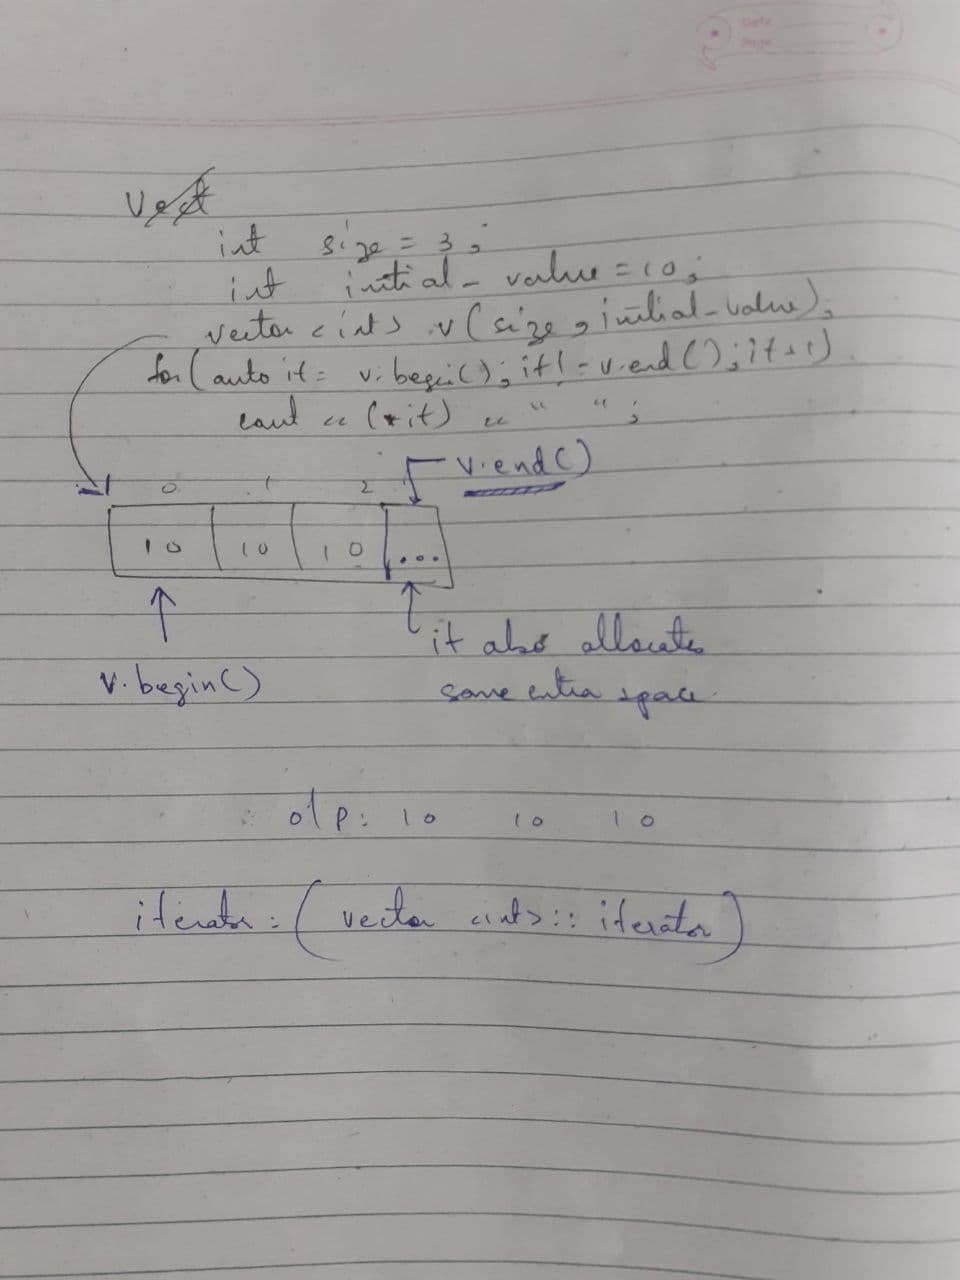 Date
Page
Vect
int size = 3;
int initial_value = 10;
vector <int> v(size, initial_value);
for(auto it = v.begin(); it != v.end(); it++)
cout << (*it) << " ";
v.end()
0 1 2
10 10 10 ...
it also allocates
v.begin()
some extra space.
o/p: 10 10 10
iterator: (vector <int>:: iterator)